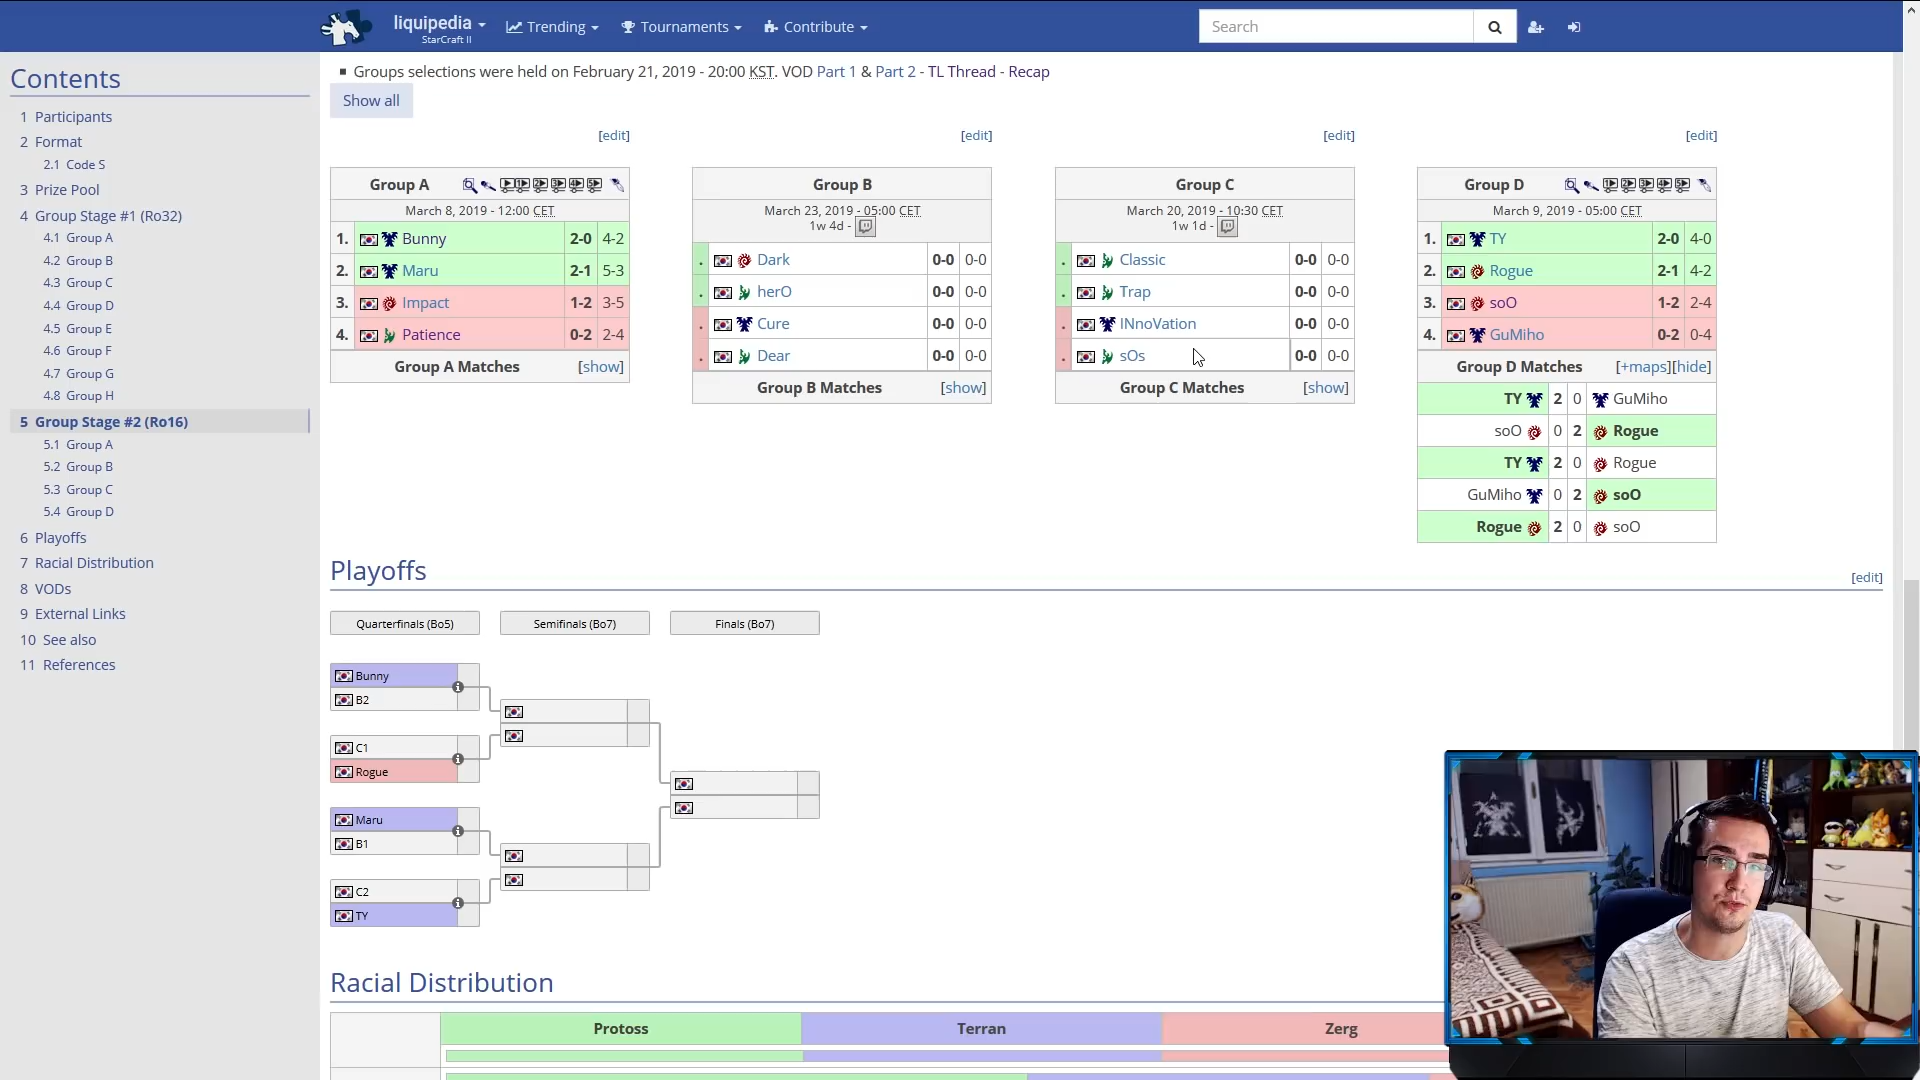 liquipedia
StarCraft II
Trending
Tournaments
Contribute
Search
Contents
1 Participants
2 Format
2.1 Code S
3 Prize Pool
4 Group Stage #1 (Ro32)
4.1 Group A
4.2 Group B
4.3 Group C
4.4 Group D
4.5 Group E
4.6 Group F
4.7 Group G
4.8 Group H
5 Group Stage #2 (Ro16)
5.1 Group A
5.2 Group B
5.3 Group C
5.4 Group D
6 Playoffs
7 Racial Distribution
8 VODs
9 External Links
10 See also
11 References
Groups selections were held on February 21, 2019 - 20:00 KST. VOD Part 1 & Part 2 - TL Thread - Recap
Show all
[edit]
Group A
March 8, 2019 - 12:00 CET
1. Bunny 2-0 4-2
2. Maru 2-1 5-3
3. Impact 1-2 3-5
4. Patience 0-2 2-4
Group A Matches [show]
[edit]
Group B
March 23, 2019 - 05:00 CET
1w 4d -
. Dark 0-0 0-0
. herO 0-0 0-0
. Cure 0-0 0-0
. Dear 0-0 0-0
Group B Matches [show]
[edit]
Group C
March 20, 2019 - 10:30 CET
1w 1d -
. Classic 0-0 0-0
. Trap 0-0 0-0
. INnoVation 0-0 0-0
. sOs 0-0 0-0
Group C Matches [show]
[edit]
Group D
March 9, 2019 - 05:00 CET
1. TY 2-0 4-0
2. Rogue 2-1 4-2
3. soO 1-2 2-4
4. GuMiho 0-2 0-4
Group D Matches [+maps][hide]
TY 2 0 GuMiho
soO 0 2 Rogue
TY 2 0 Rogue
GuMiho 0 2 soO
Rogue 2 0 soO
Playoffs [edit]
Quarterfinals (Bo5) Semifinals (Bo7) Finals (Bo7)
Bunny
B2
C1
Rogue
Maru
B1
C2
TY
Racial Distribution
Protoss Terran Zerg